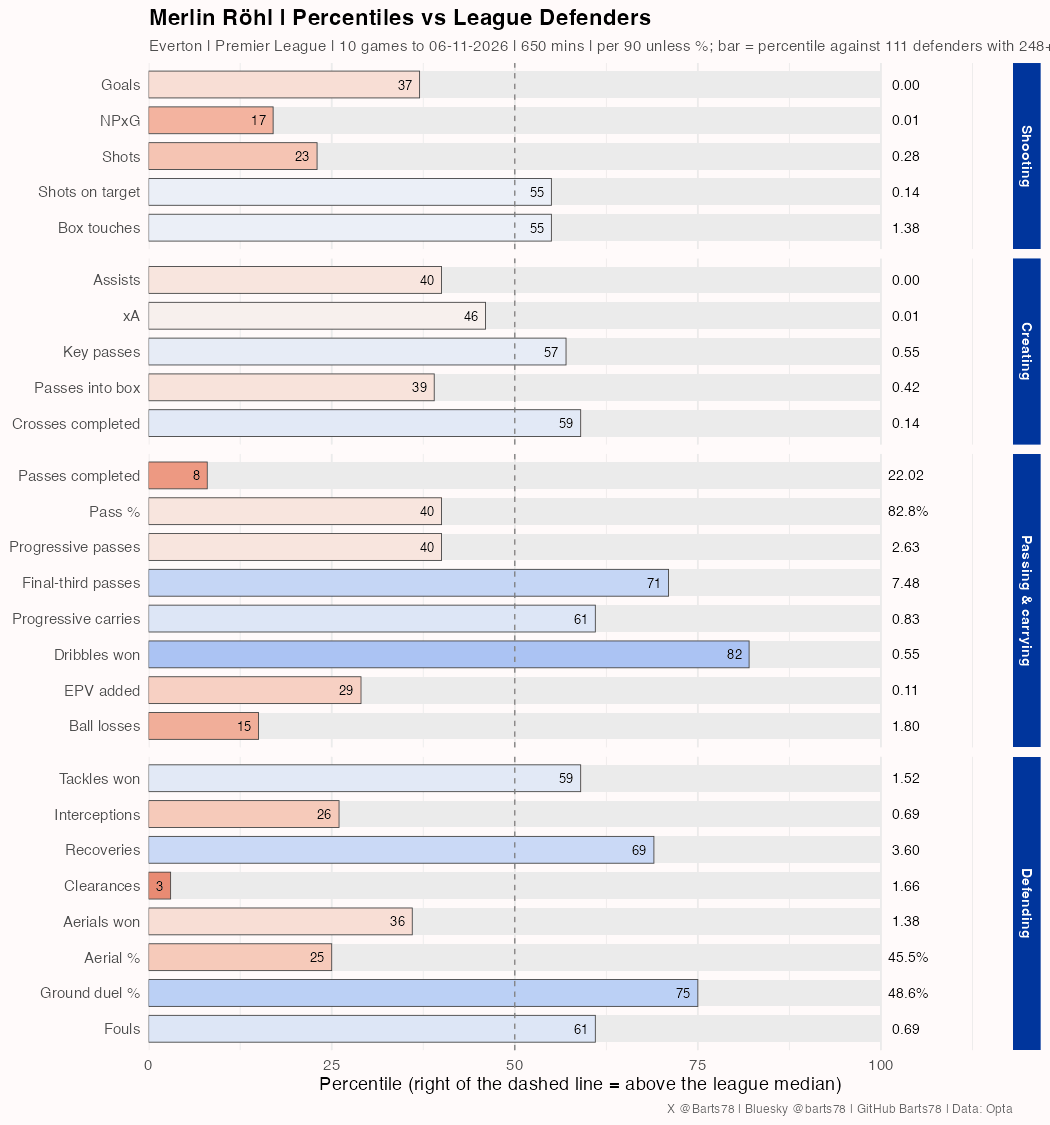 Merlin Röhl | Percentiles vs League Defenders
Everton | Premier League | 10 games to 06-11-2026 | 650 mins | per 90 unless %; bar = percentile against 111 defenders with 248+
Shooting
Goals 37 0.00
NPxG 17 0.01
Shots 23 0.28
Shots on target 55 0.14
Box touches 55 1.38
Creating
Assists 40 0.00
xA 46 0.01
Key passes 57 0.55
Passes into box 39 0.42
Crosses completed 59 0.14
Passing & carrying
Passes completed 8 22.02
Pass % 40 82.8%
Progressive passes 40 2.63
Final-third passes 71 7.48
Progressive carries 61 0.83
Dribbles won 82 0.55
EPV added 29 0.11
Ball losses 15 1.80
Defending
Tackles won 59 1.52
Interceptions 26 0.69
Recoveries 69 3.60
Clearances 3 1.66
Aerials won 36 1.38
Aerial % 25 45.5%
Ground duel % 75 48.6%
Fouls 61 0.69
0 25 50 75 100
Percentile (right of the dashed line = above the league median)
X @Barts78 | Bluesky @barts78 | GitHub Barts78 | Data: Opta